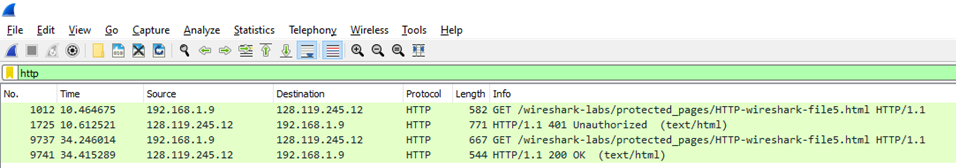 File Edit View Go Capture Analyze Statistics Telephony Wireless Tools Help
http
No. Time Source Destination Protocol Length Info
1012 10.464675 192.168.1.9 128.119.245.12 HTTP 582 GET /wireshark-labs/protected_pages/HTTP-wireshark-file5.html HTTP/1.1
1725 10.612521 128.119.245.12 192.168.1.9 HTTP 771 HTTP/1.1 401 Unauthorized (text/html)
9737 34.246014 192.168.1.9 128.119.245.12 HTTP 667 GET /wireshark-labs/protected_pages/HTTP-wireshark-file5.html HTTP/1.1
9741 34.415289 128.119.245.12 192.168.1.9 HTTP 544 HTTP/1.1 200 OK (text/html)